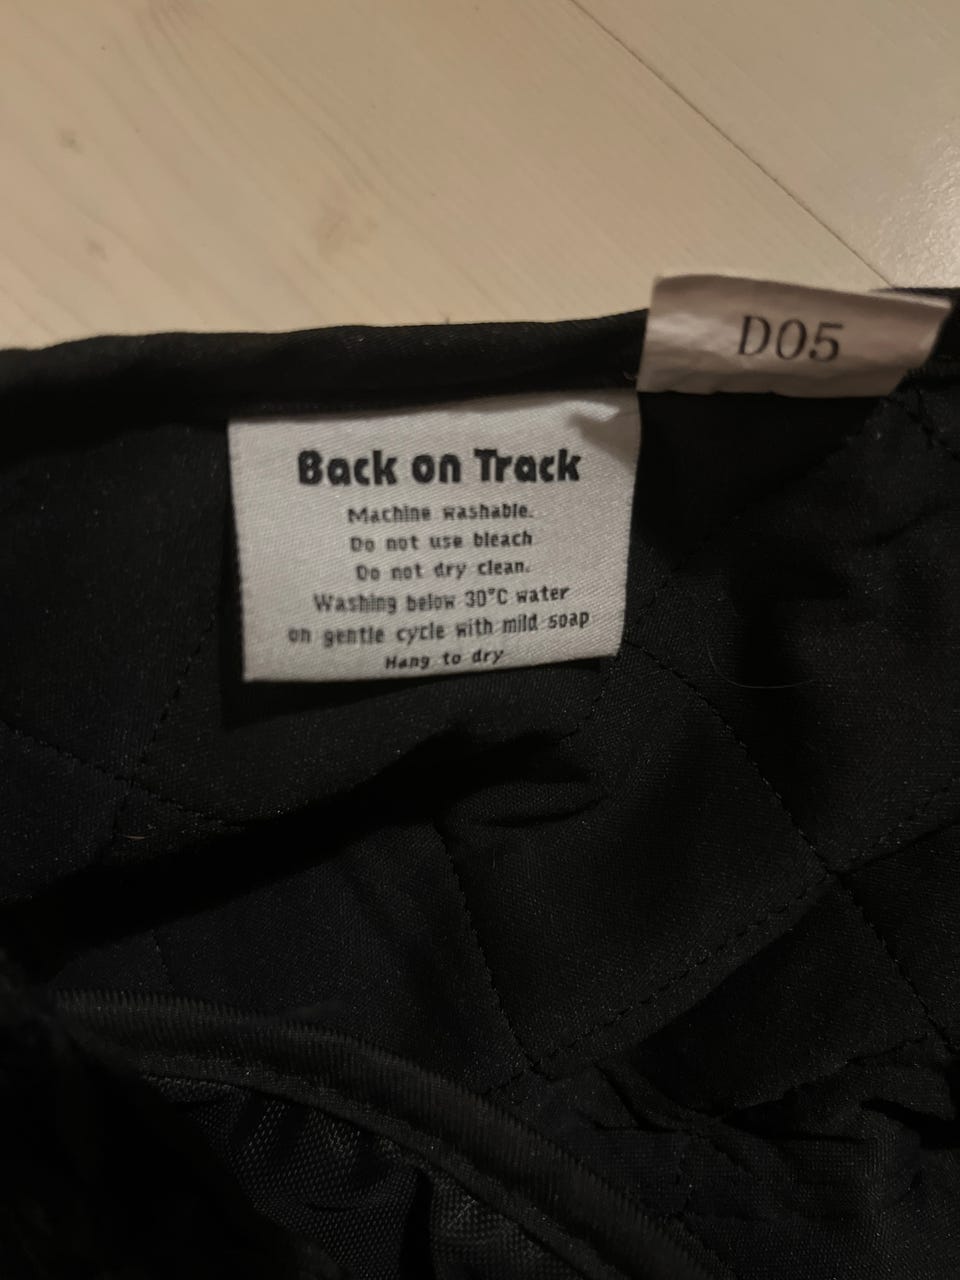 D05
Back on Track
Machine washable.
Do not use bleach
Do not dry clean.
Washing below 30°C water
on gentle cycle with mild soap
Hang to dry